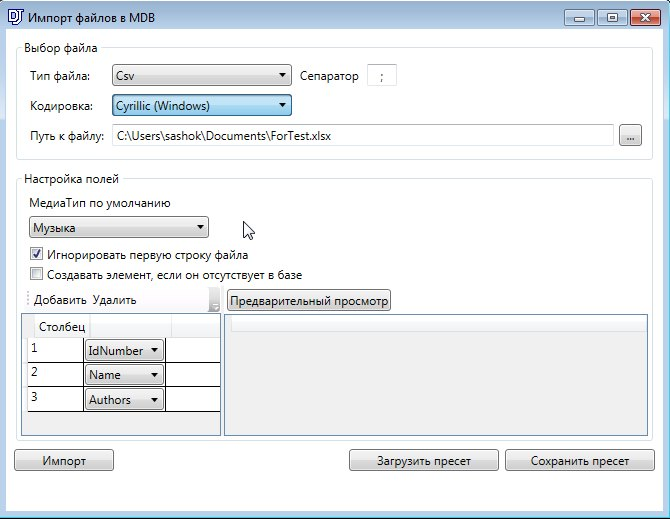 DJ Импорт файлов в MDB
Выбор файла
Тип файла: Csv Сепаратор ;
Кодировка: Cyrillic (Windows)
Путь к файлу: C:\Users\sashok\Documents\ForTest.xlsx ...
Настройка полей
МедиаТип по умолчанию
Музыка
Игнорировать первую строку файла
Создавать элемент, если он отсутствует в базе
Добавить Удалить Предварительный просмотр
Столбец
1 IdNumber
2 Name
3 Authors
Импорт Загрузить пресет Сохранить пресет